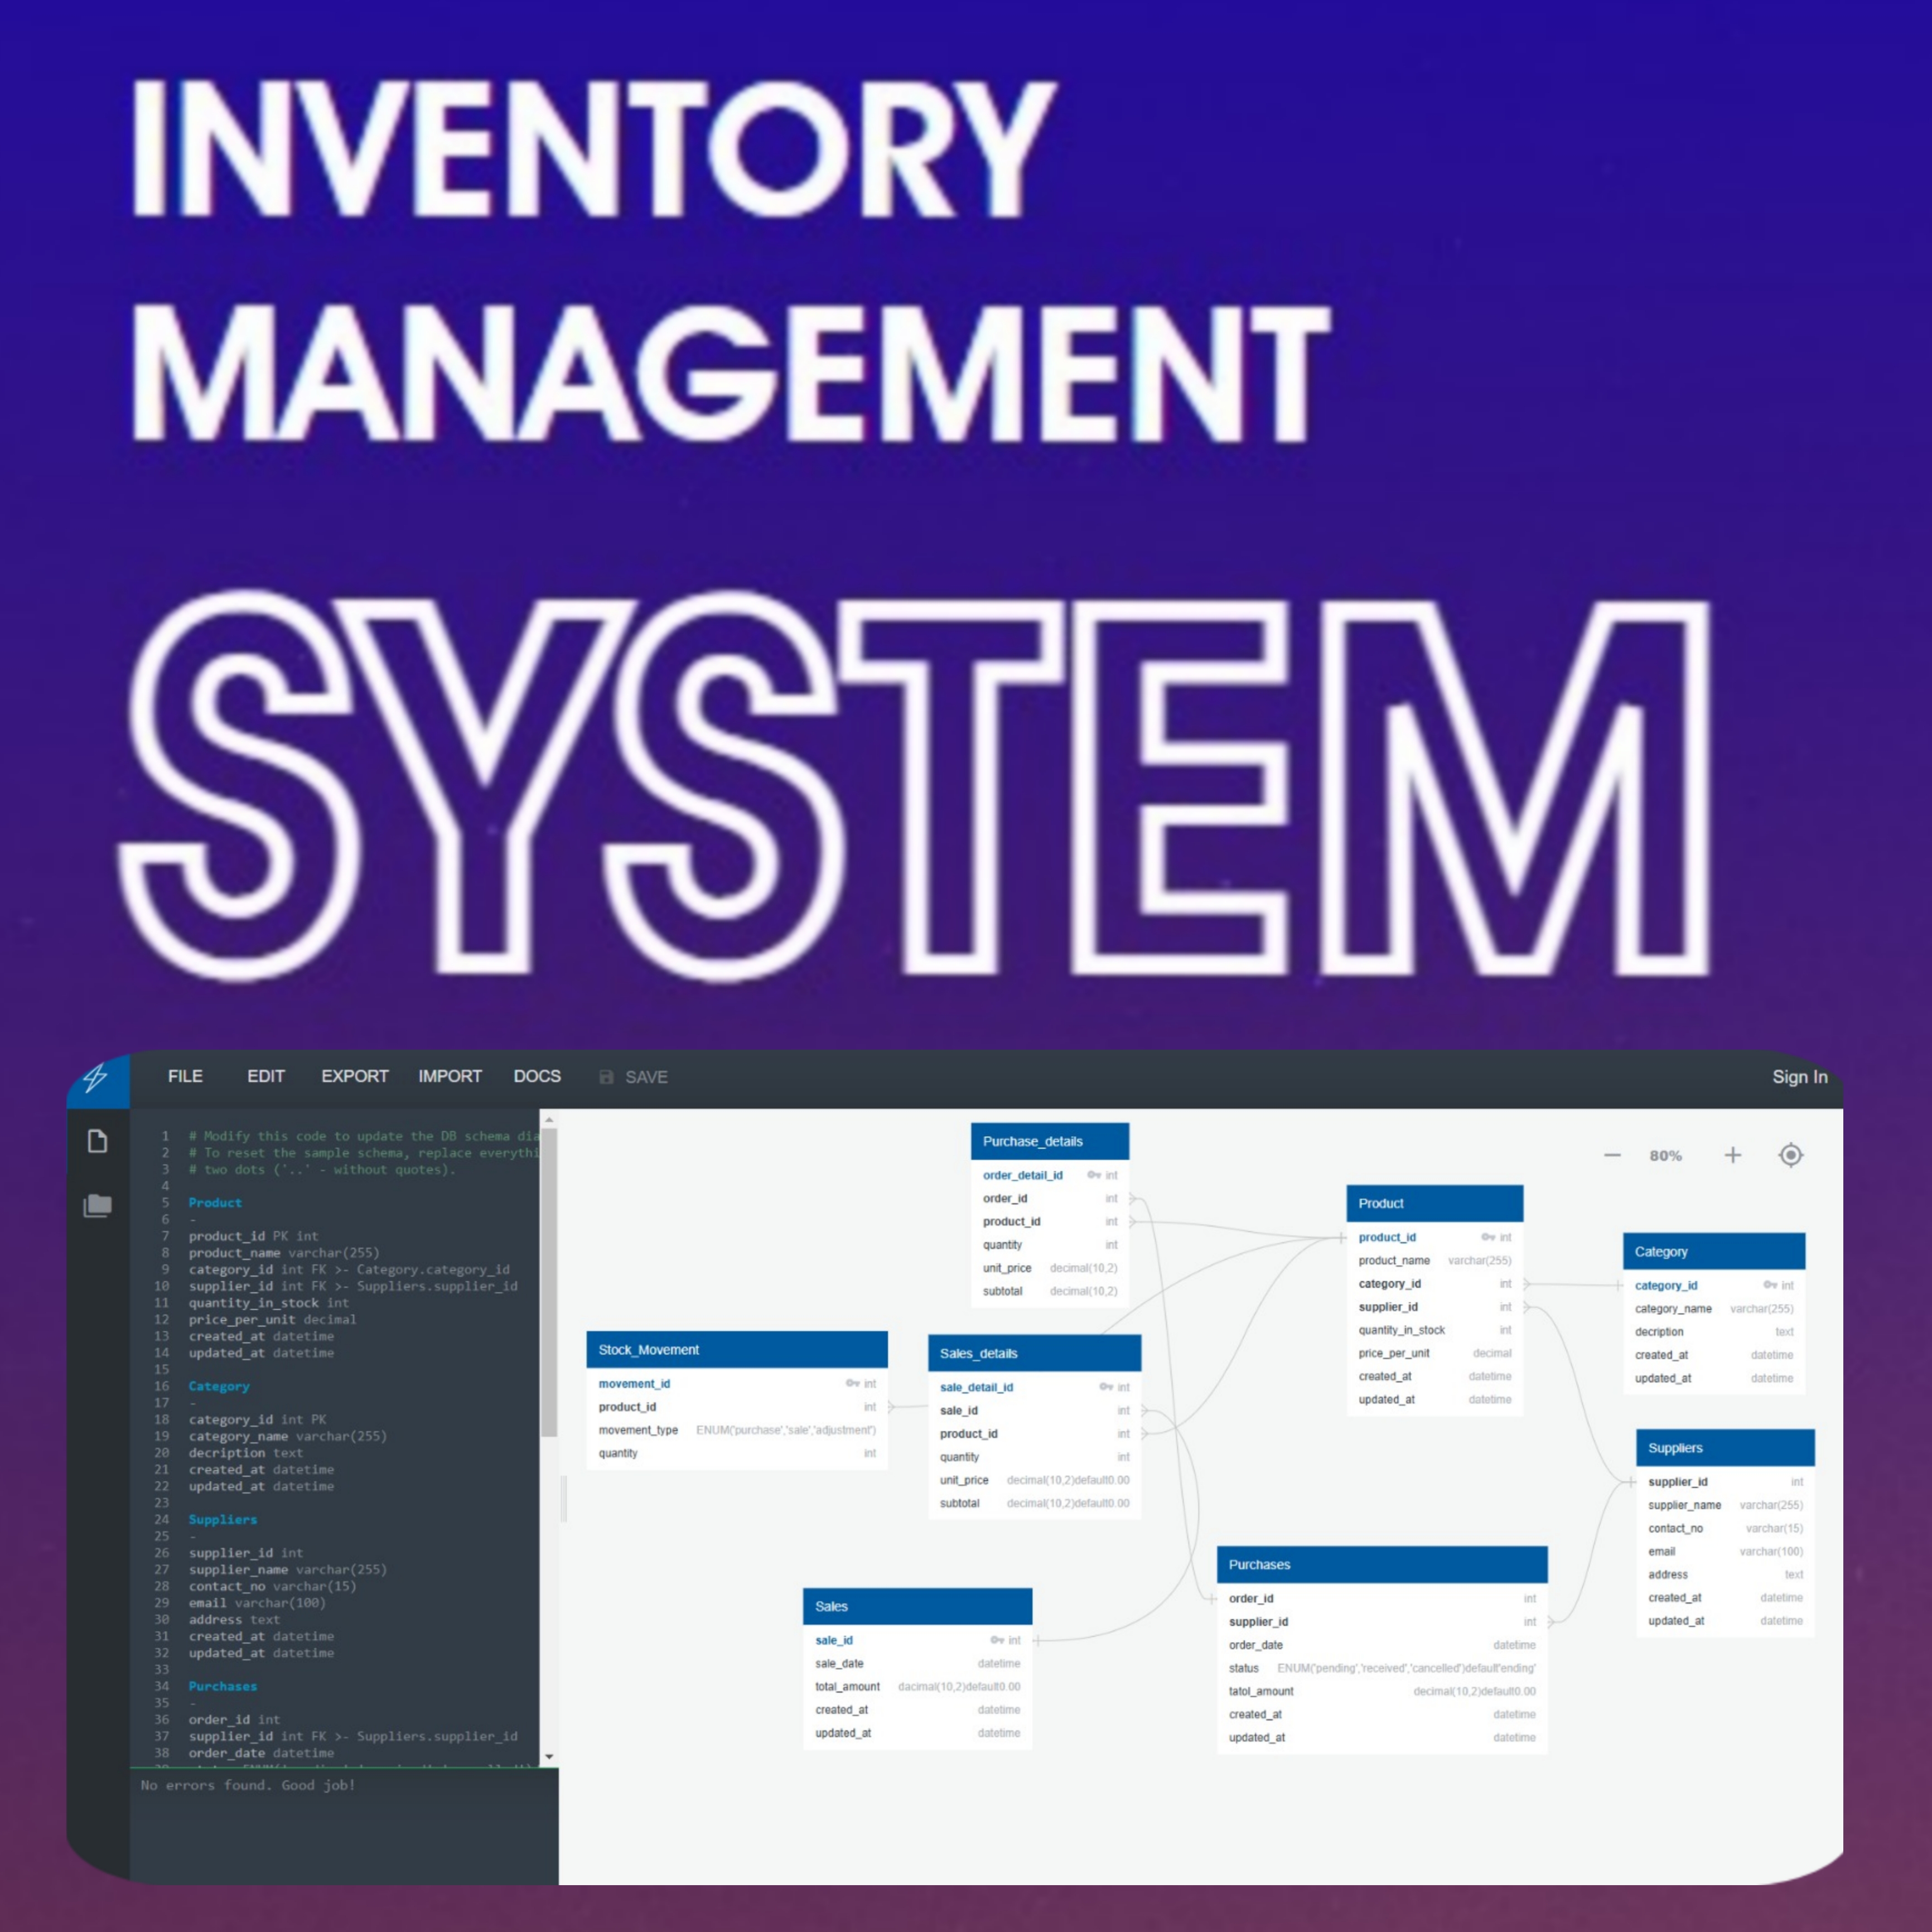 INVENTORY
MANAGEMENT
SYSTEM
FILE EDIT EXPORT IMPORT DOCS SAVE Sign In
1 # Modify this code to update the DB schema dia
2 # To reset the sample schema, replace everythi
3 # two dots ('..' - without quotes).
4
5 Product
6 -
7 product_id PK int
8 product_name varchar(255)
9 category_id int FK >- Category.category_id
10 supplier_id int FK >- Suppliers.supplier_id
11 quantity_in_stock int
12 price_per_unit decimal
13 created_at datetime
14 updated_at datetime
15
16 Category
17 -
18 category_id int PK
19 category_name varchar(255)
20 decription text
21 created_at datetime
22 updated_at datetime
23
24 Suppliers
25 -
26 supplier_id int
27 supplier_name varchar(255)
28 contact_no varchar(15)
29 email varchar(100)
30 address text
31 created_at datetime
32 updated_at datetime
33
34 Purchases
35 -
36 order_id int
37 supplier_id int FK >- Suppliers.supplier_id
38 order_date datetime
No errors found. Good job!
80%
Purchase_details
order_detail_id int
order_id int
product_id int
quantity int
unit_price decimal(10,2)
subtotal decimal(10,2)
Product
product_id int
product_name varchar(255)
category_id int
supplier_id int
quantity_in_stock int
price_per_unit decimal
created_at datetime
updated_at datetime
Category
category_id int
category_name varchar(255)
decription text
created_at datetime
updated_at datetime
Stock_Movement
movement_id int
product_id int
movement_type ENUM('purchase','sale','adjustment')
quantity int
Sales_details
sale_detail_id int
sale_id int
product_id int
quantity int
unit_price decimal(10,2)default0.00
subtotal decimal(10,2)default0.00
Suppliers
supplier_id int
supplier_name varchar(255)
contact_no varchar(15)
email varchar(100)
address text
created_at datetime
updated_at datetime
Sales
sale_id int
sale_date datetime
total_amount dacimal(10,2)default0.00
created_at datetime
updated_at datetime
Purchases
order_id int
supplier_id int
order_date datetime
status ENUM('pending','received','cancelled')default'ending'
tatol_amount decimal(10,2)default0.00
created_at datetime
updated_at datetime